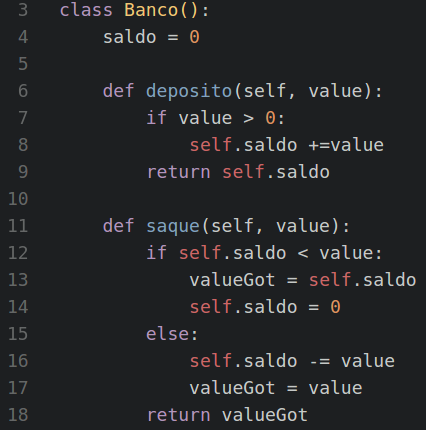 3 class Banco():
4     saldo = 0
5
6     def deposito(self, value):
7         if value > 0:
8             self.saldo +=value
9         return self.saldo
10
11     def saque(self, value):
12         if self.saldo < value:
13             valueGot = self.saldo
14             self.saldo = 0
15         else:
16             self.saldo -= value
17             valueGot = value
18         return valueGot